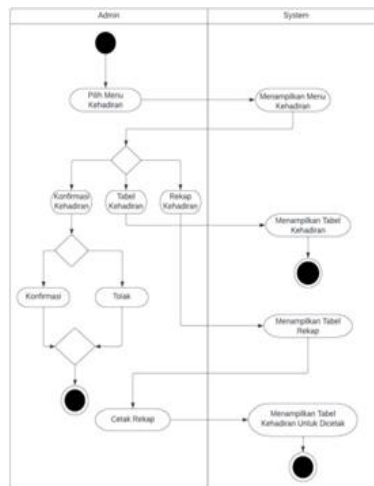 Admin
System
Pilih Menu
Kehadiran
Menampilkan Menu
Kehadiran
Konfirmasi
Kehadiran
Tabel
Kehadiran
Rekap
Kehadiran
Menampilkan Tabel
Kehadiran
Konfirmasi
Tolak
Menampilkan Tabel
Rekap
Cetak Rekap
Menampilkan Tabel
Kehadiran Untuk Dicetak